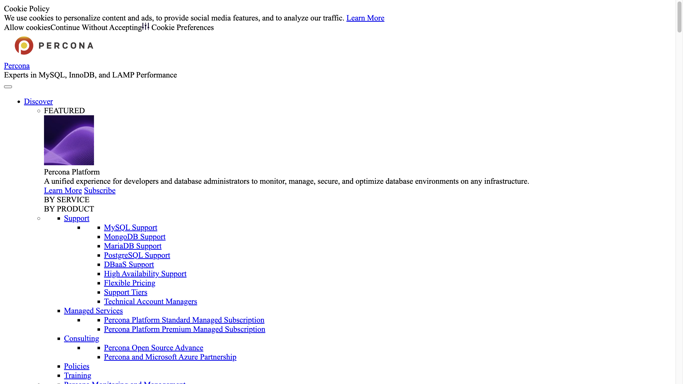 Cookie Policy
We use cookies to personalize content and ads, to provide social media features, and to analyze our traffic. Learn More
Allow cookiesContinue Without Accepting Cookie Preferences
PERCONA
Percona
Experts in MySQL, InnoDB, and LAMP Performance
Discover
FEATURED
Percona Platform
A unified experience for developers and database administrators to monitor, manage, secure, and optimize database environments on any infrastructure.
Learn More Subscribe
BY SERVICE
BY PRODUCT
Support
MySQL Support
MongoDB Support
MariaDB Support
PostgreSQL Support
DBaaS Support
High Availability Support
Flexible Pricing
Support Tiers
Technical Account Managers
Managed Services
Percona Platform Standard Managed Subscription
Percona Platform Premium Managed Subscription
Consulting
Percona Open Source Advance
Percona and Microsoft Azure Partnership
Policies
Training
Percona Monitoring and Management